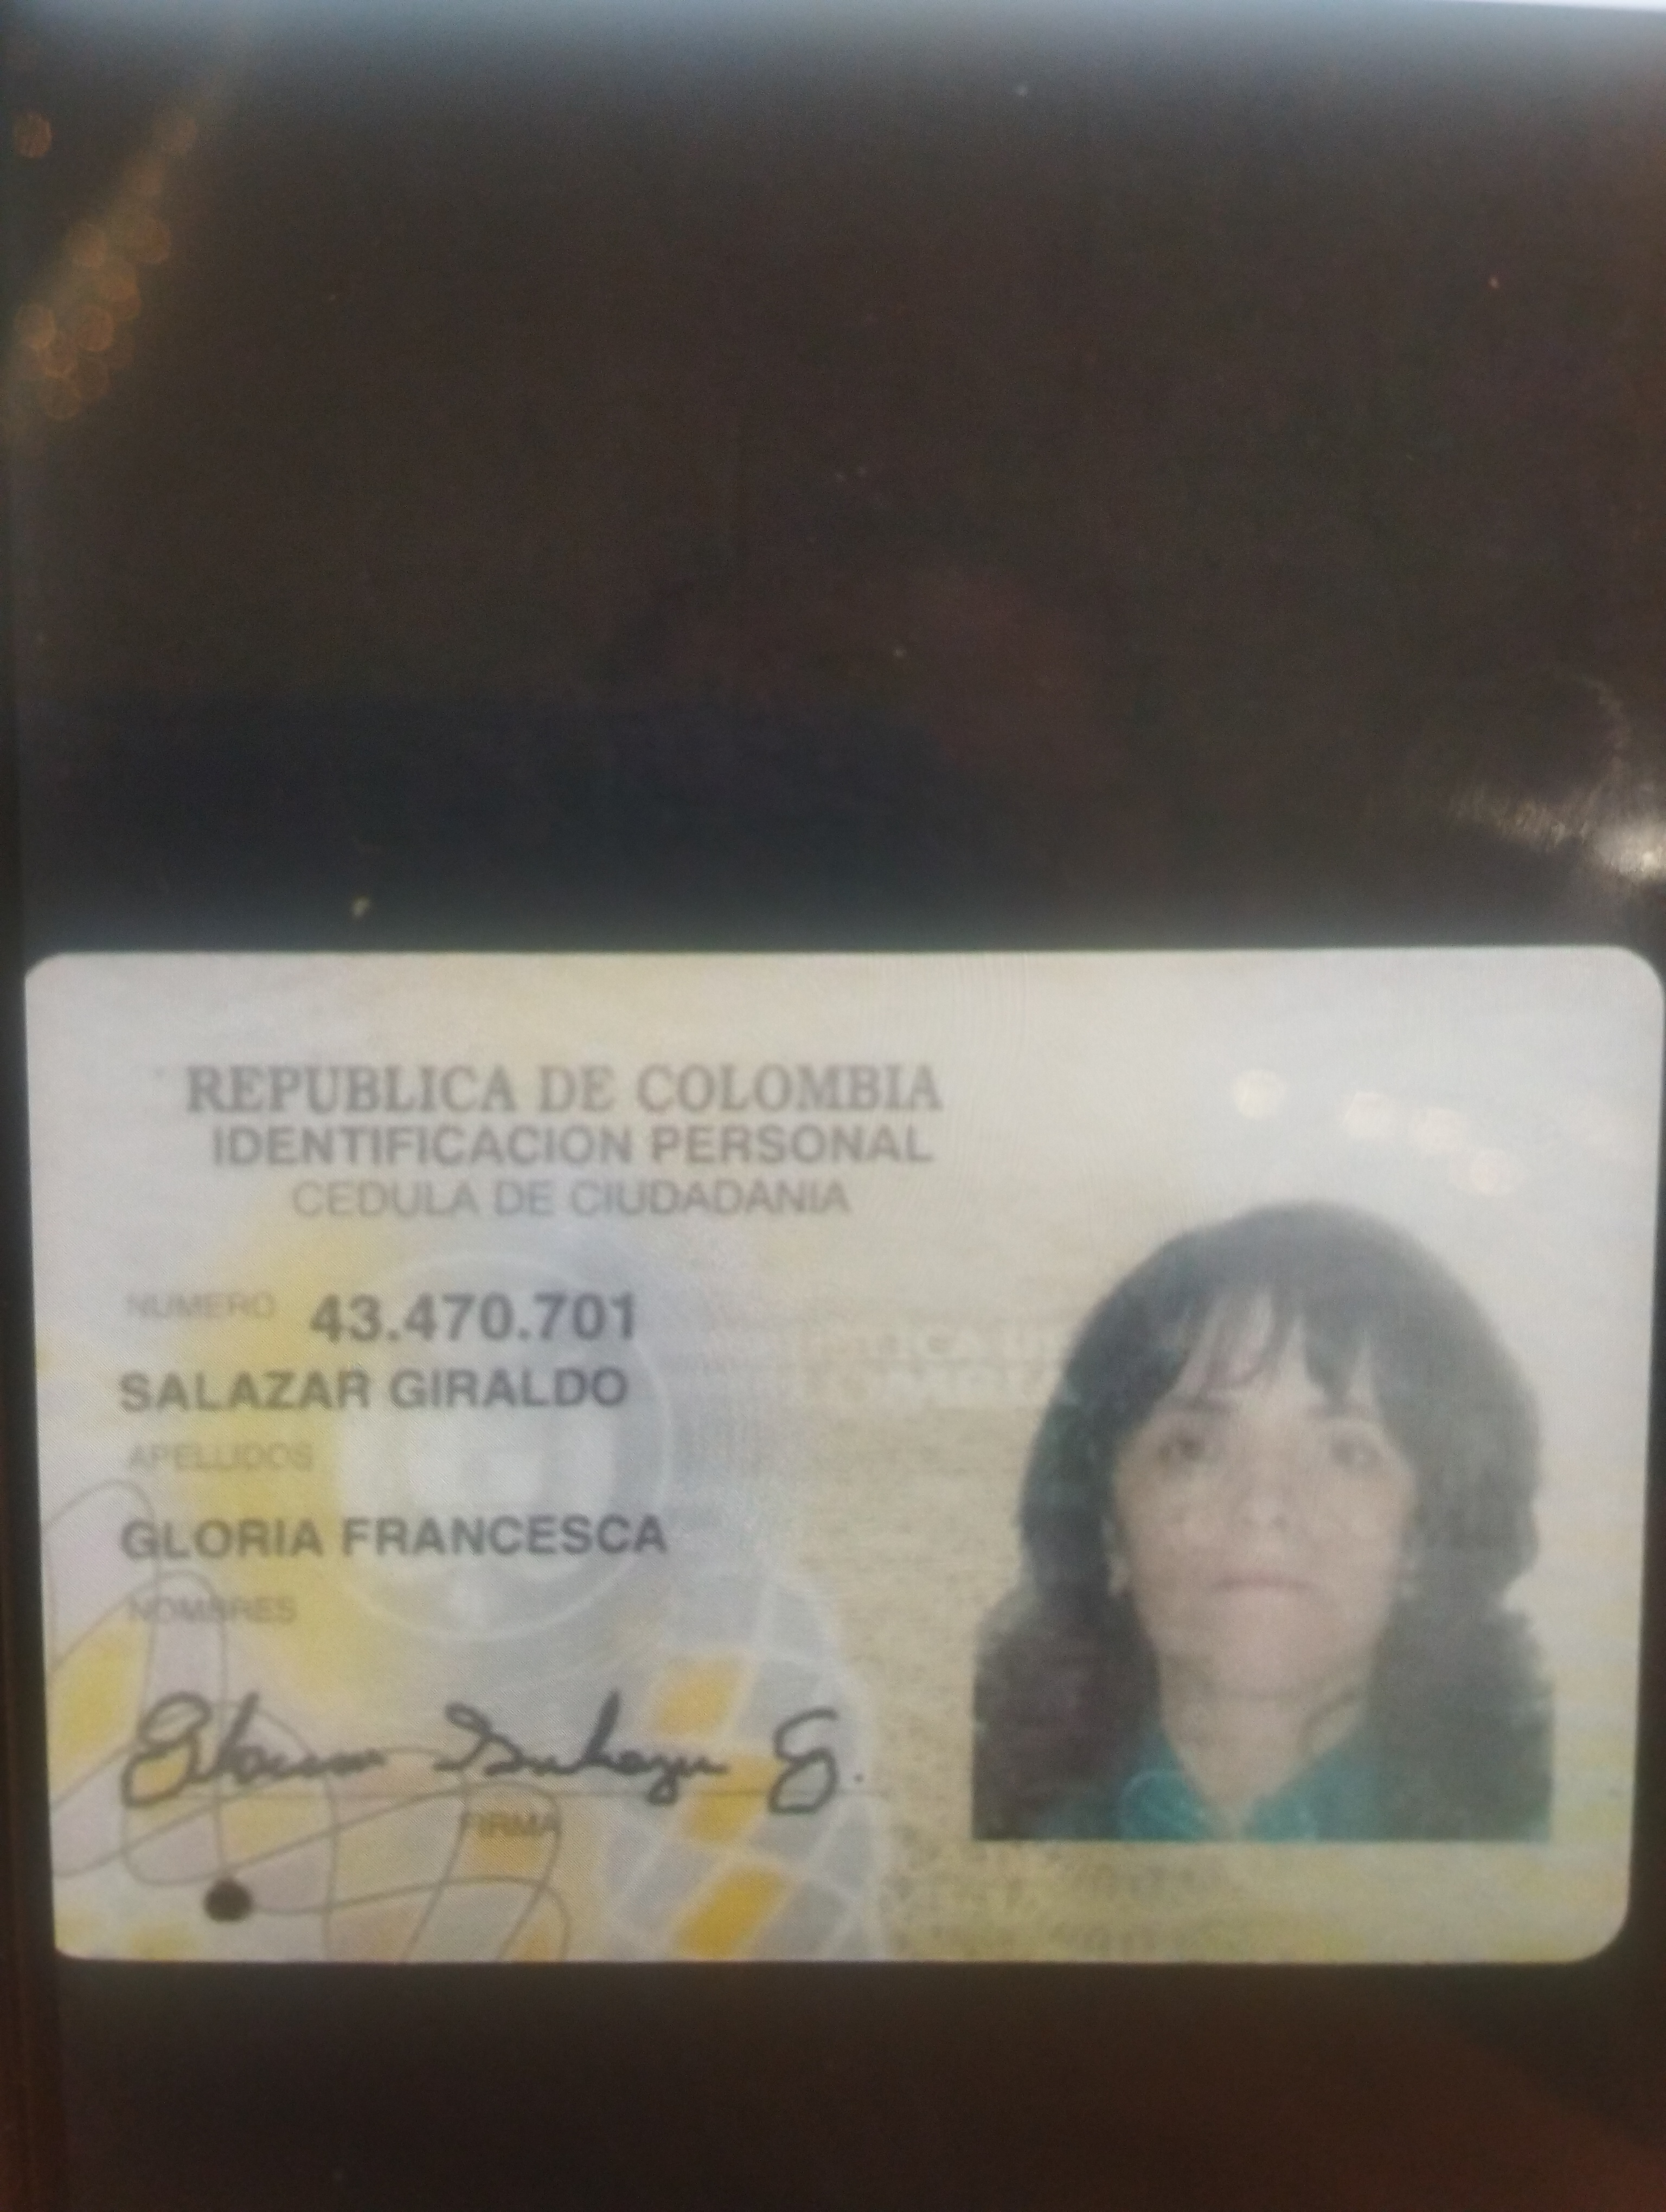 REPUBLICA DE COLOMBIA
IDENTIFICACION PERSONAL
CEDULA DE CIUDADANIA
NUMERO 43.470.701
SALAZAR GIRALDO
APELLIDOS
GLORIA FRANCESCA
NOMBRES
FIRMA